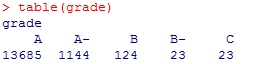 > table(grade)
grade
A A- B B- C
13685 1144 124 23 23